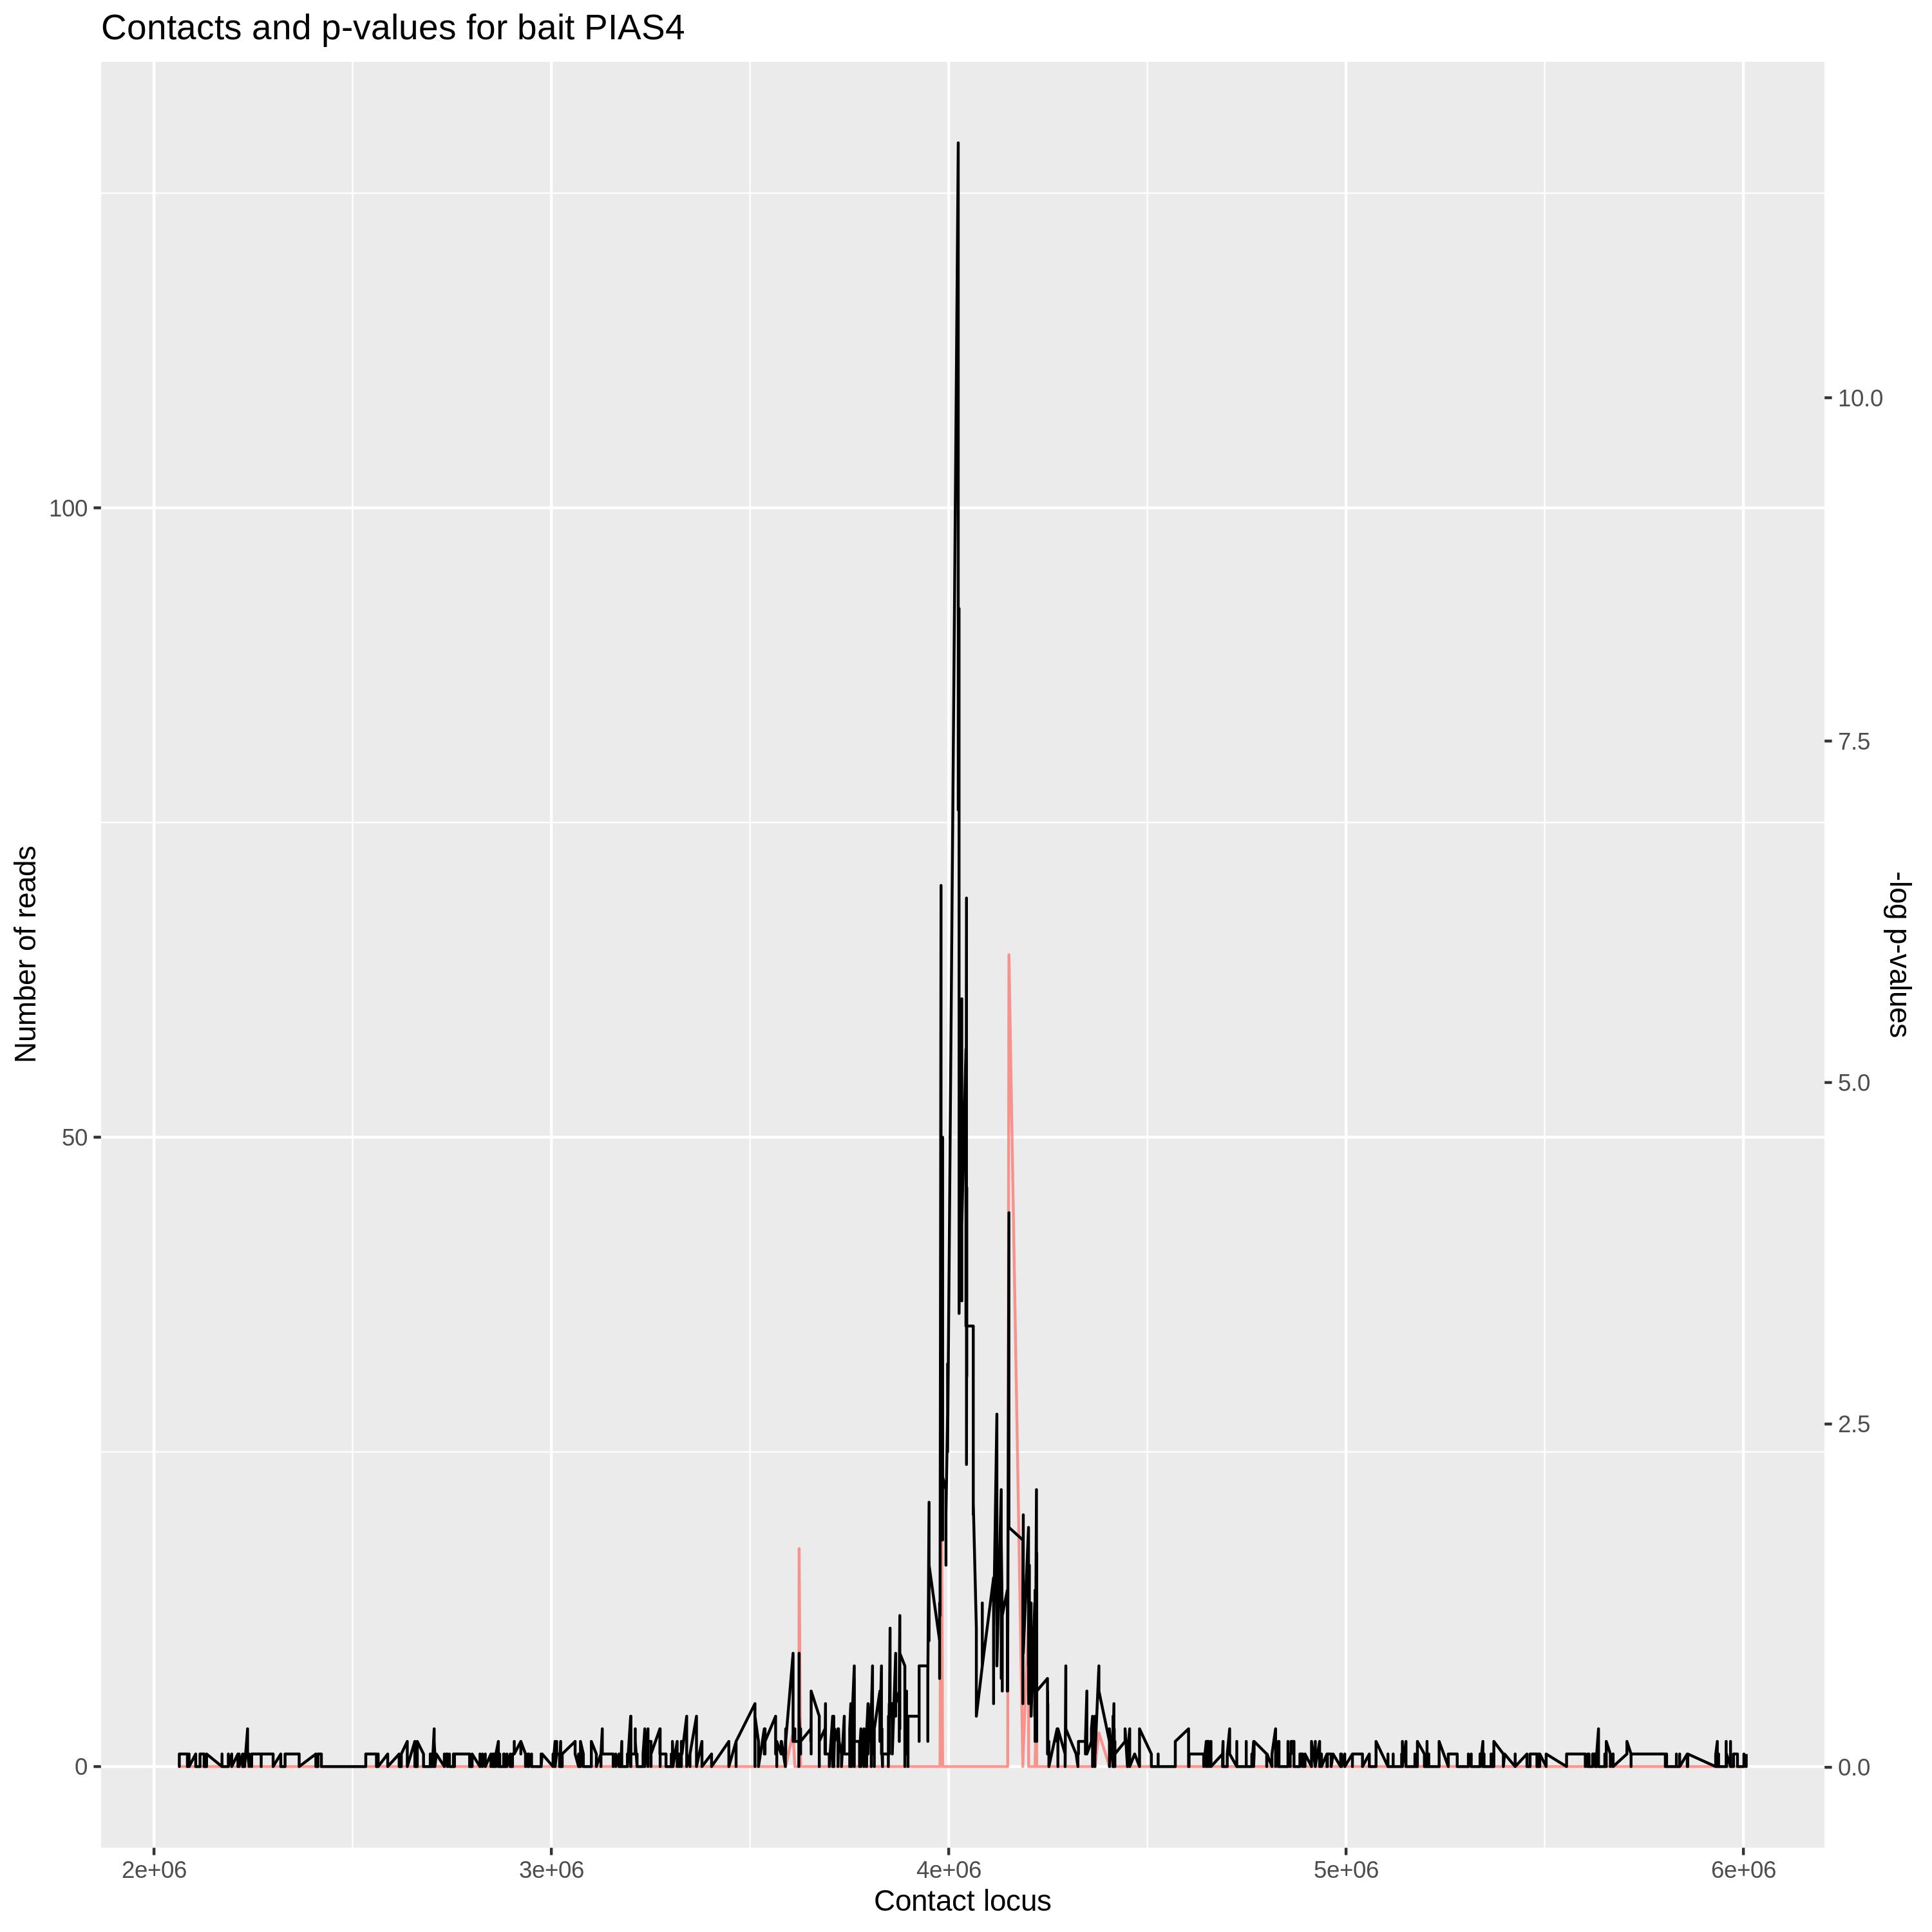 Contacts and p-values for bait PIAS4
100
50
0
Number of reads
10.0
7.5
5.0
2.5
0.0
-log p-values
2e+06
3e+06
4e+06
5e+06
6e+06
Contact locus